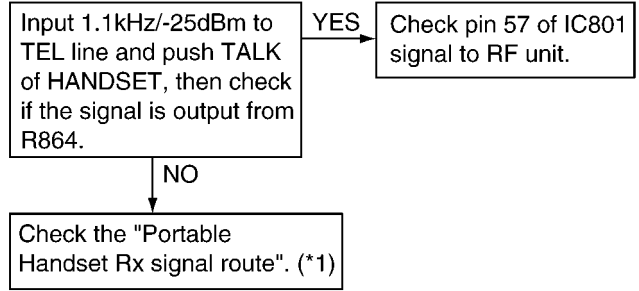 Input 1.1kHz/-25dBm to
TEL line and push TALK
of HANDSET, then check
if the signal is output from
R864.
YES
Check pin 57 of IC801
signal to RF unit.
NO
Check the "Portable
Handset Rx signal route". (*1)